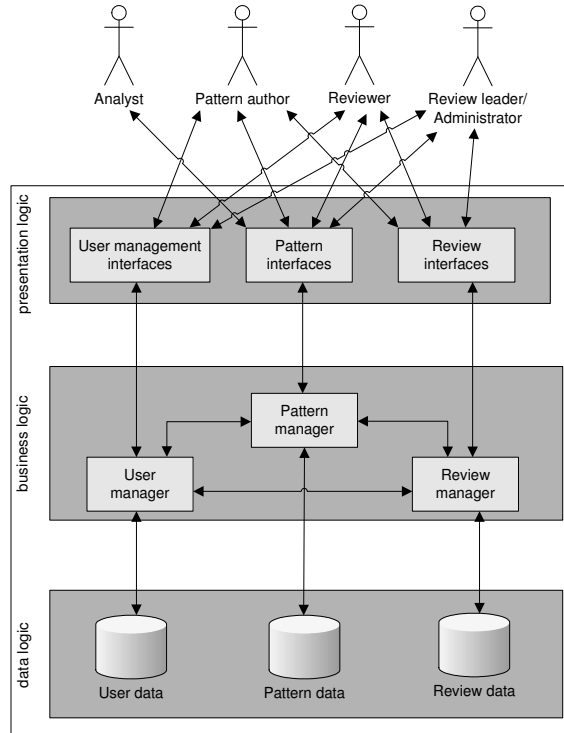 Analyst
Pattern author
Reviewer
Review leader/
Administrator
presentation logic
User management
interfaces
Pattern
interfaces
Review
interfaces
business logic
Pattern
manager
User
manager
Review
manager
data logic
User data
Pattern data
Review data